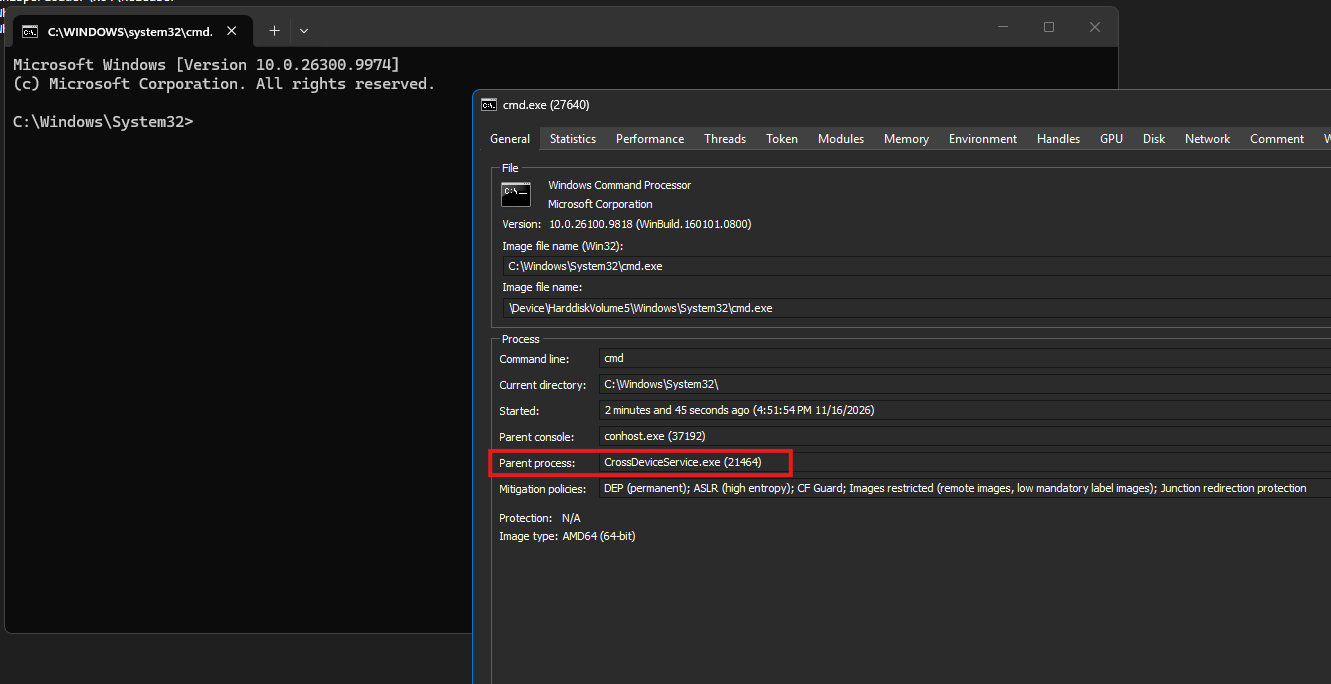 C:\WINDOWS\system32\cmd.
Microsoft Windows [Version 10.0.26300.9974]
(c) Microsoft Corporation. All rights reserved.
C:\Windows\System32>
cmd.exe (27640)
General Statistics Performance Threads Token Modules Memory Environment Handles GPU Disk Network Comment
File
Windows Command Processor
Microsoft Corporation
Version: 10.0.26100.9818 (WinBuild.160101.0800)
Image file name (Win32):
C:\Windows\System32\cmd.exe
Image file name:
\Device\HarddiskVolume5\Windows\System32\cmd.exe
Process
Command line: cmd
Current directory: C:\Windows\System32\
Started: 2 minutes and 45 seconds ago (4:51:54 PM 11/16/2026)
Parent console: conhost.exe (37192)
Parent process: CrossDeviceService.exe (21464)
Mitigation policies: DEP (permanent); ASLR (high entropy); CF Guard; Images restricted (remote images, low mandatory label images); Junction redirection protection
Protection: N/A
Image type: AMD64 (64-bit)